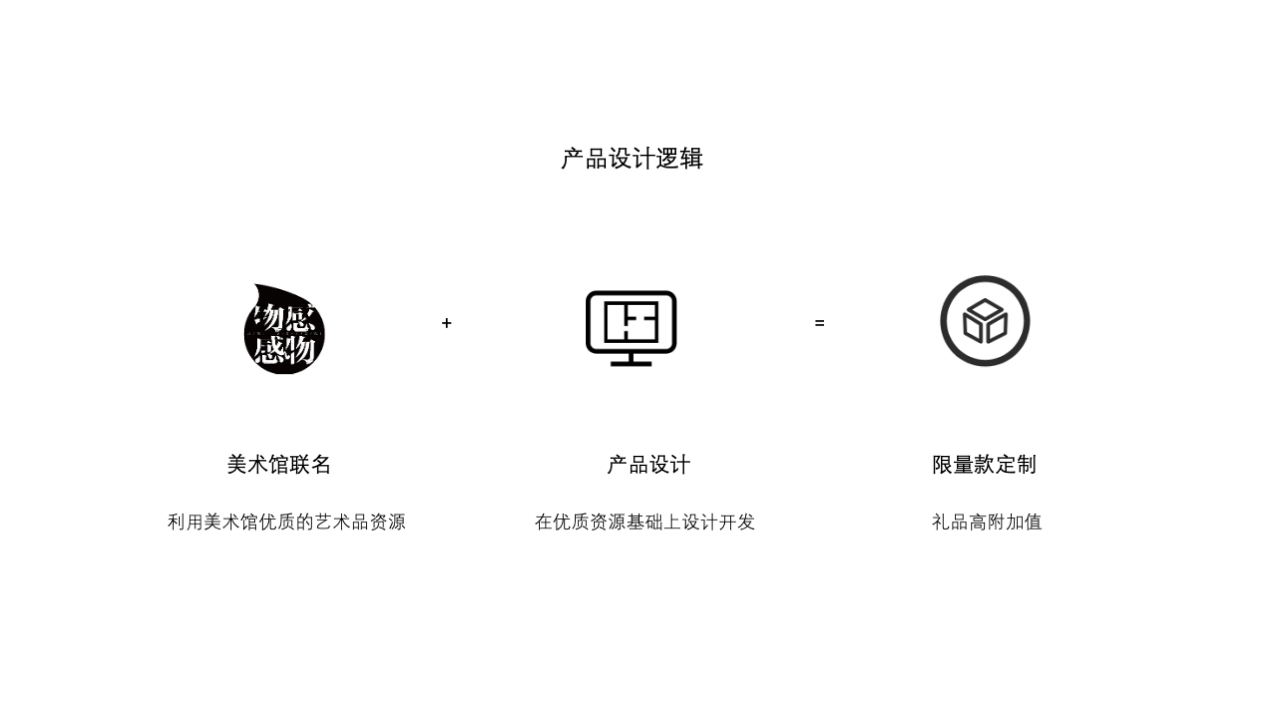 产品设计逻辑
物感
感物
+
=
美术馆联名
产品设计
限量款定制
利用美术馆优质的艺术品资源
在优质资源基础上设计开发
礼品高附加值